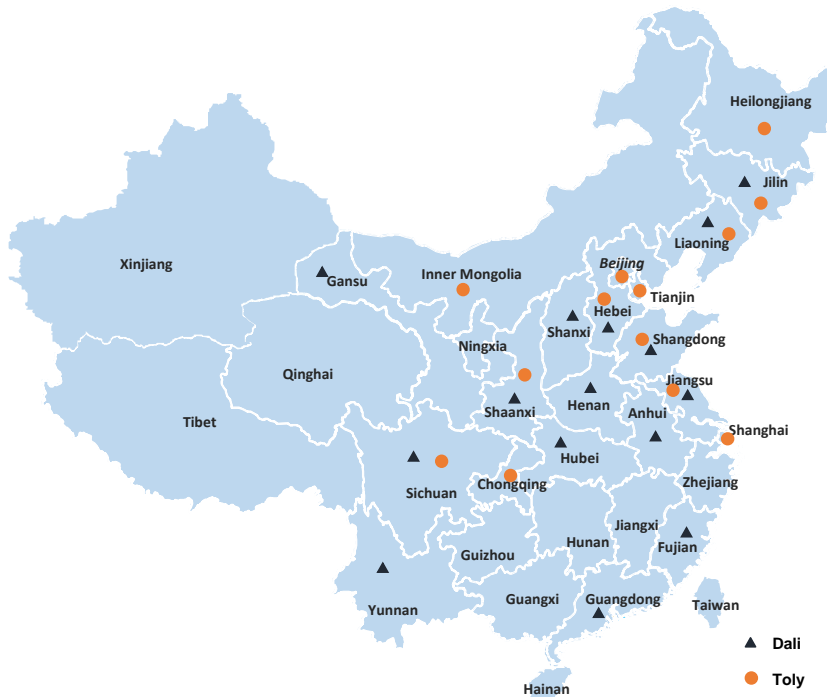 Heilongjiang
Jilin
Liaoning
Xinjiang
Gansu
Inner Mongolia
Beijing
Tianjin
Hebei
Shanxi
Shangdong
Ningxia
Qinghai
Jiangsu
Shaanxi
Henan
Anhui
Tibet
Shanghai
Hubei
Sichuan
Chongqing
Zhejiang
Jiangxi
Hunan
Fujian
Guizhou
Guangxi
Guangdong
Taiwan
Yunnan
Dali
Toly
Hainan